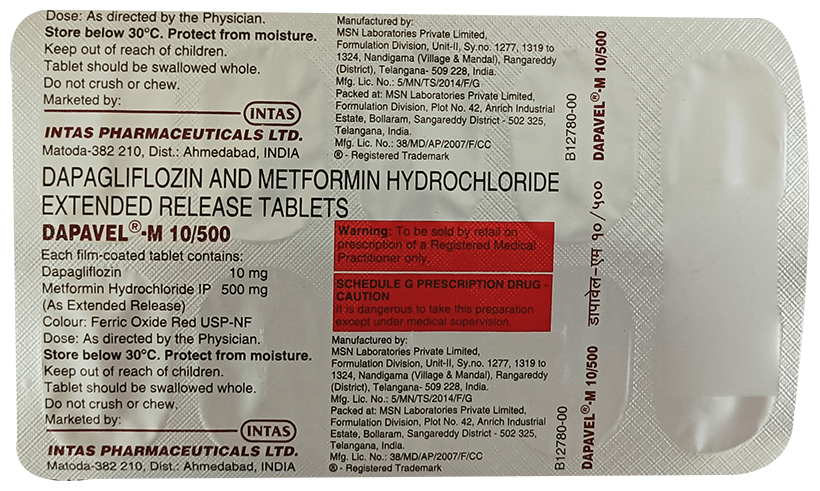 Dose: As directed by the Physician.
Store below 30°C. Protect from moisture.
Keep out of reach of children.
Tablet should be swallowed whole.
Do not crush or chew.
Marketed by:
INTAS
INTAS PHARMACEUTICALS LTD.
Matoda-382 210, Dist.: Ahmedabad, INDIA
Manufactured by:
MSN Laboratories Private Limited,
Formulation Division, Unit-II, Sy.no. 1277, 1319 to
1324, Nandigama (Village & Mandal), Rangareddy
(District), Telangana- 509 228, India.
Mfg. Lic. No.: 5/MN/TS/2014/F/G
Packed at: MSN Laboratories Private Limited,
Formulation Division, Plot No. 42, Anrich Industrial
Estate, Bollaram, Sangareddy District - 502 325,
Telangana, India.
Mfg. Lic. No.: 38/MD/AP/2007/F/CC
® - Registered Trademark
B12780-00
DAPAVEL®-M 10/500
DAPAGLIFLOZIN AND METFORMIN HYDROCHLORIDE
EXTENDED RELEASE TABLETS
DAPAVEL®-M 10/500
Each film-coated tablet contains:
Dapagliflozin 10 mg
Metformin Hydrochloride IP 500 mg
(As Extended Release)
Colour: Ferric Oxide Red USP-NF
Dose: As directed by the Physician.
Store below 30°C. Protect from moisture.
Keep out of reach of children.
Tablet should be swallowed whole.
Do not crush or chew.
Marketed by:
INTAS
INTAS PHARMACEUTICALS LTD.
Matoda-382 210, Dist.: Ahmedabad, INDIA
Warning: To be sold by retail on
prescription of a Registered Medical
Practitioner only.
SCHEDULE G PRESCRIPTION DRUG -
CAUTION
It is dangerous to take this preparation
except under medical supervision.
Manufactured by:
MSN Laboratories Private Limited,
Formulation Division, Unit-II, Sy.no. 1277, 1319 to
1324, Nandigama (Village & Mandal), Rangareddy
(District), Telangana- 509 228, India.
Mfg. Lic. No.: 5/MN/TS/2014/F/G
Packed at: MSN Laboratories Private Limited,
Formulation Division, Plot No. 42, Anrich Industrial
Estate, Bollaram, Sangareddy District - 502 325,
Telangana, India.
Mfg. Lic. No.: 38/MD/AP/2007/F/CC
® - Registered Trademark
B12780-00
DAPAVEL®-M 10/500
डापावेल-एम १०/५००